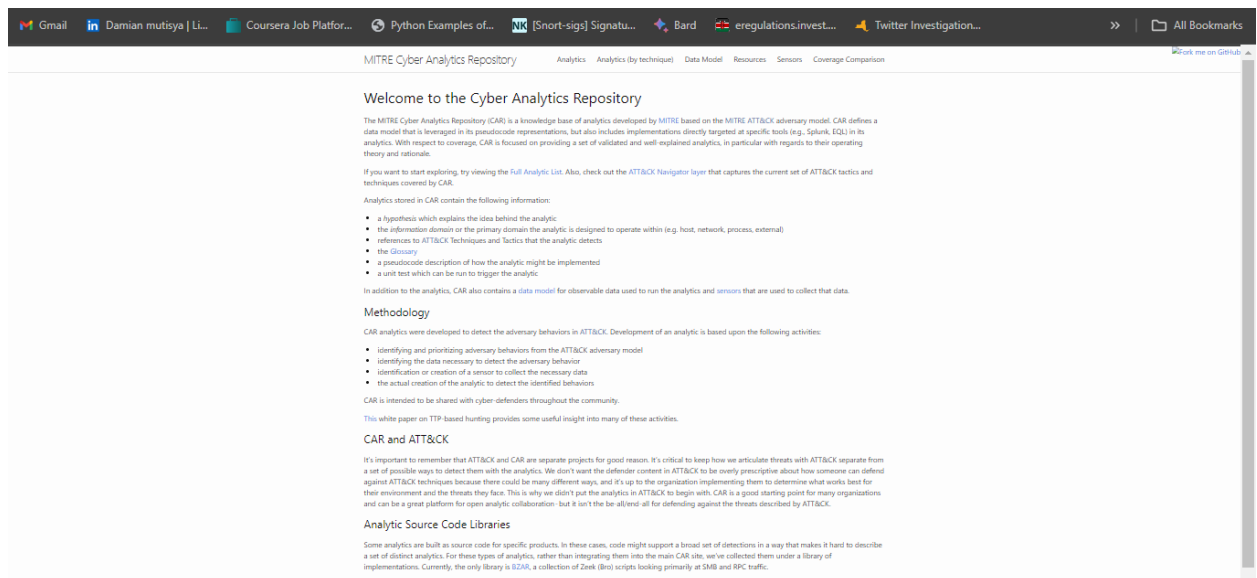 Gmail Damian mutisya | Li... Coursera Job Platfor... Python Examples of... NK [Snort-sigs] Signatu... Bard eregulations.invest.... Twitter Investigation... » All Bookmarks
MITRE Cyber Analytics Repository Analytics Analytics (by technique) Data Model Resources Sensors Coverage Comparison Fork me on GitHub
Welcome to the Cyber Analytics Repository
The MITRE Cyber Analytics Repository (CAR) is a knowledge base of analytics developed by MITRE based on the MITRE ATT&CK adversary model. CAR defines a
data model that is leveraged in its pseudocode representations, but also includes implementations directly targeted at specific tools (e.g., Splunk, EQL) in its
analytics. With respect to coverage, CAR is focused on providing a set of validated and well-explained analytics, in particular with regards to their operating
theory and rationale.
If you want to start exploring, try viewing the Full Analytic List. Also, check out the ATT&CK Navigator layer that captures the current set of ATT&CK tactics and
techniques covered by CAR.
Analytics stored in CAR contain the following information:
• a hypothesis which explains the idea behind the analytic
• the information domain or the primary domain the analytic is designed to operate within (e.g. host, network, process, external)
• references to ATT&CK Techniques and Tactics that the analytic detects
• the Glossary
• a pseudocode description of how the analytic might be implemented
• a unit test which can be run to trigger the analytic
In addition to the analytics, CAR also contains a data model for observable data used to run the analytics and sensors that are used to collect that data.
Methodology
CAR analytics were developed to detect the adversary behaviors in ATT&CK. Development of an analytic is based upon the following activities:
• identifying and prioritizing adversary behaviors from the ATT&CK adversary model
• identifying the data necessary to detect the adversary behavior
• identification or creation of a sensor to collect the necessary data
• the actual creation of the analytic to detect the identified behaviors
CAR is intended to be shared with cyber-defenders throughout the community.
This white paper on TTP-based hunting provides some useful insight into many of these activities.
CAR and ATT&CK
It's important to remember that ATT&CK and CAR are separate projects for good reason. It's critical to keep how we articulate threats with ATT&CK separate from
a set of possible ways to detect them with the analytics. We don't want the defender content in ATT&CK to be overly prescriptive about how someone can defend
against ATT&CK techniques because there could be many different ways, and it's up to the organization implementing them to determine what works best for
their environment and the threats they face. This is why we didn't put the analytics in ATT&CK to begin with. CAR is a good starting point for many organizations
and can be a great platform for open analytic collaboration - but it isn't the be-all/end-all for defending against the threats described by ATT&CK.
Analytic Source Code Libraries
Some analytics are built as source code for specific products. In these cases, code might support a broad set of detections in a way that makes it hard to describe
a set of distinct analytics. For these types of analytics, rather than integrating them into the main CAR site, we've collected them under a library of
implementations. Currently, the only library is BZAR, a collection of Zeek (Bro) scripts looking primarily at SMB and RPC traffic.